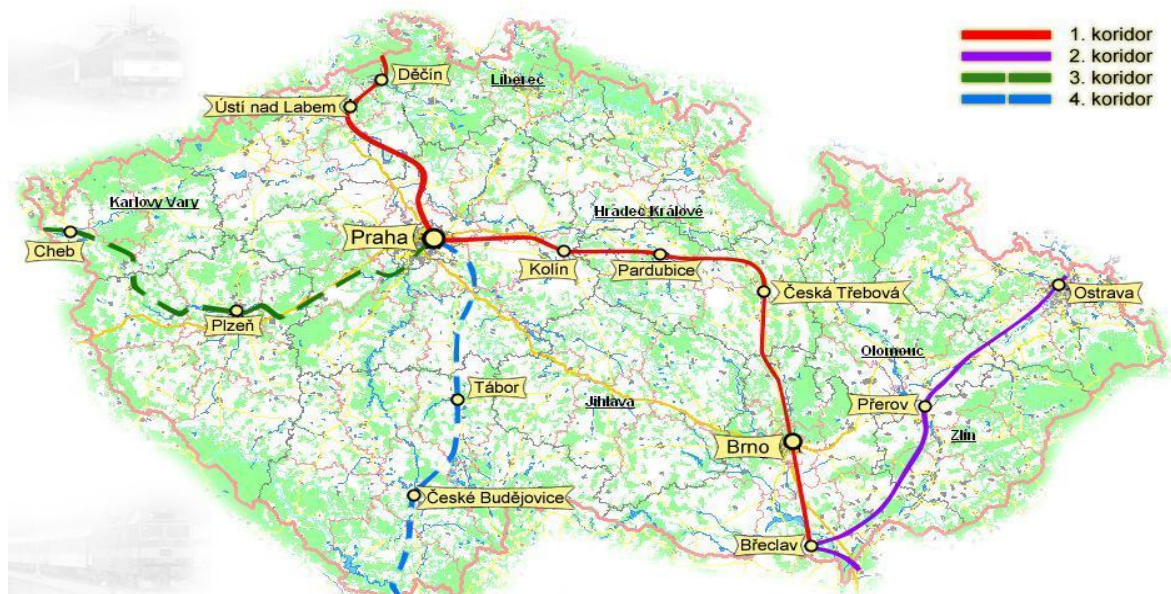 1. koridor
2. koridor
3. koridor
4. koridor
Děčín
Liberec
Ústí nad Labem
Karlovy Vary
Hradec Králové
Praha
Cheb
Kolín
Pardubice
Česká Třebová
Ostrava
Plzeň
Olomouc
Tábor
Jihlava
Přerov
Zlín
Brno
České Budějovice
Břeclav